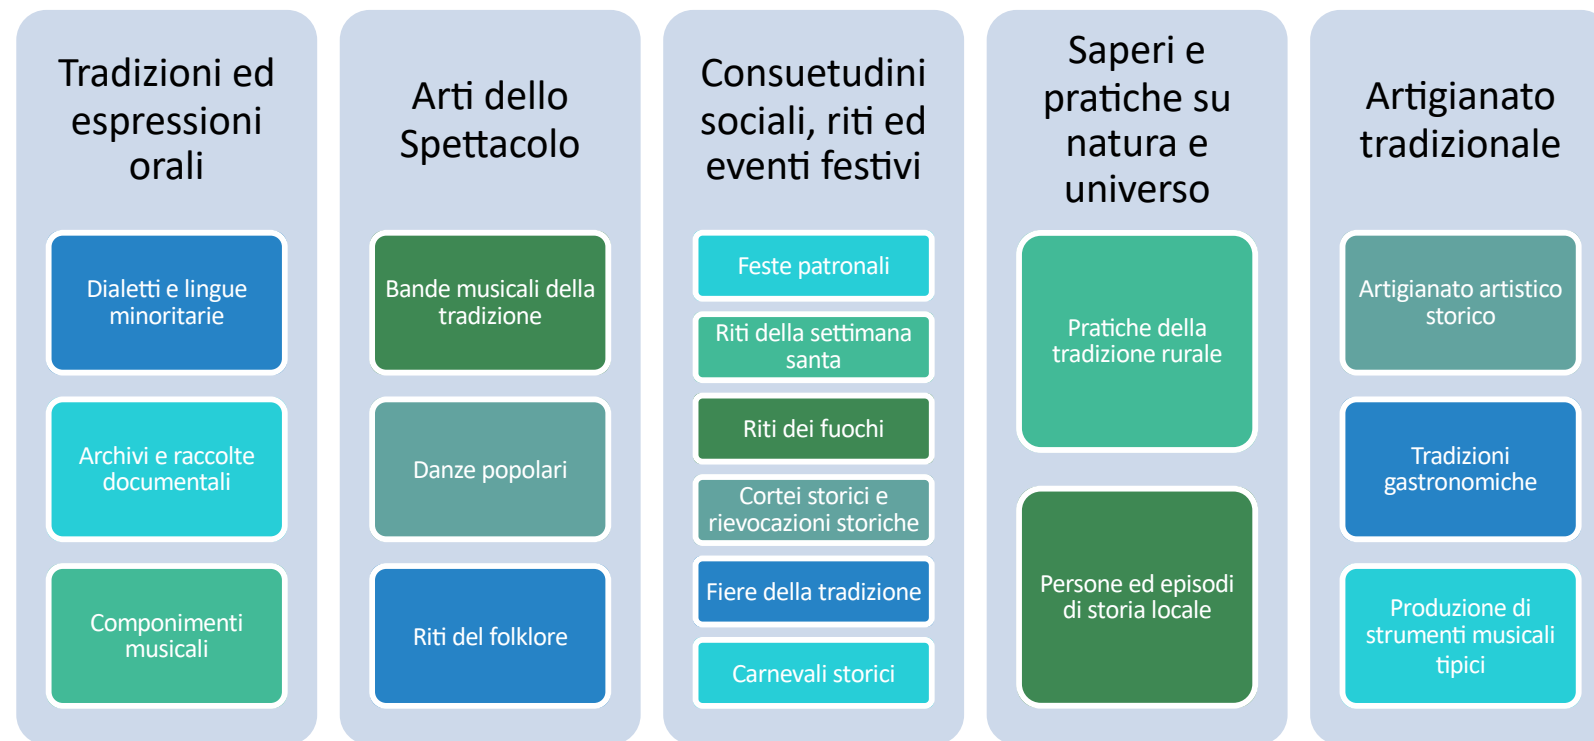 Tradizioni ed
espressioni
orali
Dialetti e lingue
minoritarie
Archivi e raccolte
documentali
Componimenti
musicali
Arti dello
Spettacolo
Bande musicali della
tradizione
Danze popolari
Riti del folklore
Consuetudini
sociali, riti ed
eventi festivi
Feste patronali
Riti della settimana
santa
Riti dei fuochi
Cortei storici e
rievocazioni storiche
Fiere della tradizione
Carnevali storici
Saperi e
pratiche su
natura e
universo
Pratiche della
tradizione rurale
Persone ed episodi
di storia locale
Artigianato
tradizionale
Artigianato artistico
storico
Tradizioni
gastronomiche
Produzione di
strumenti musicali
tipici